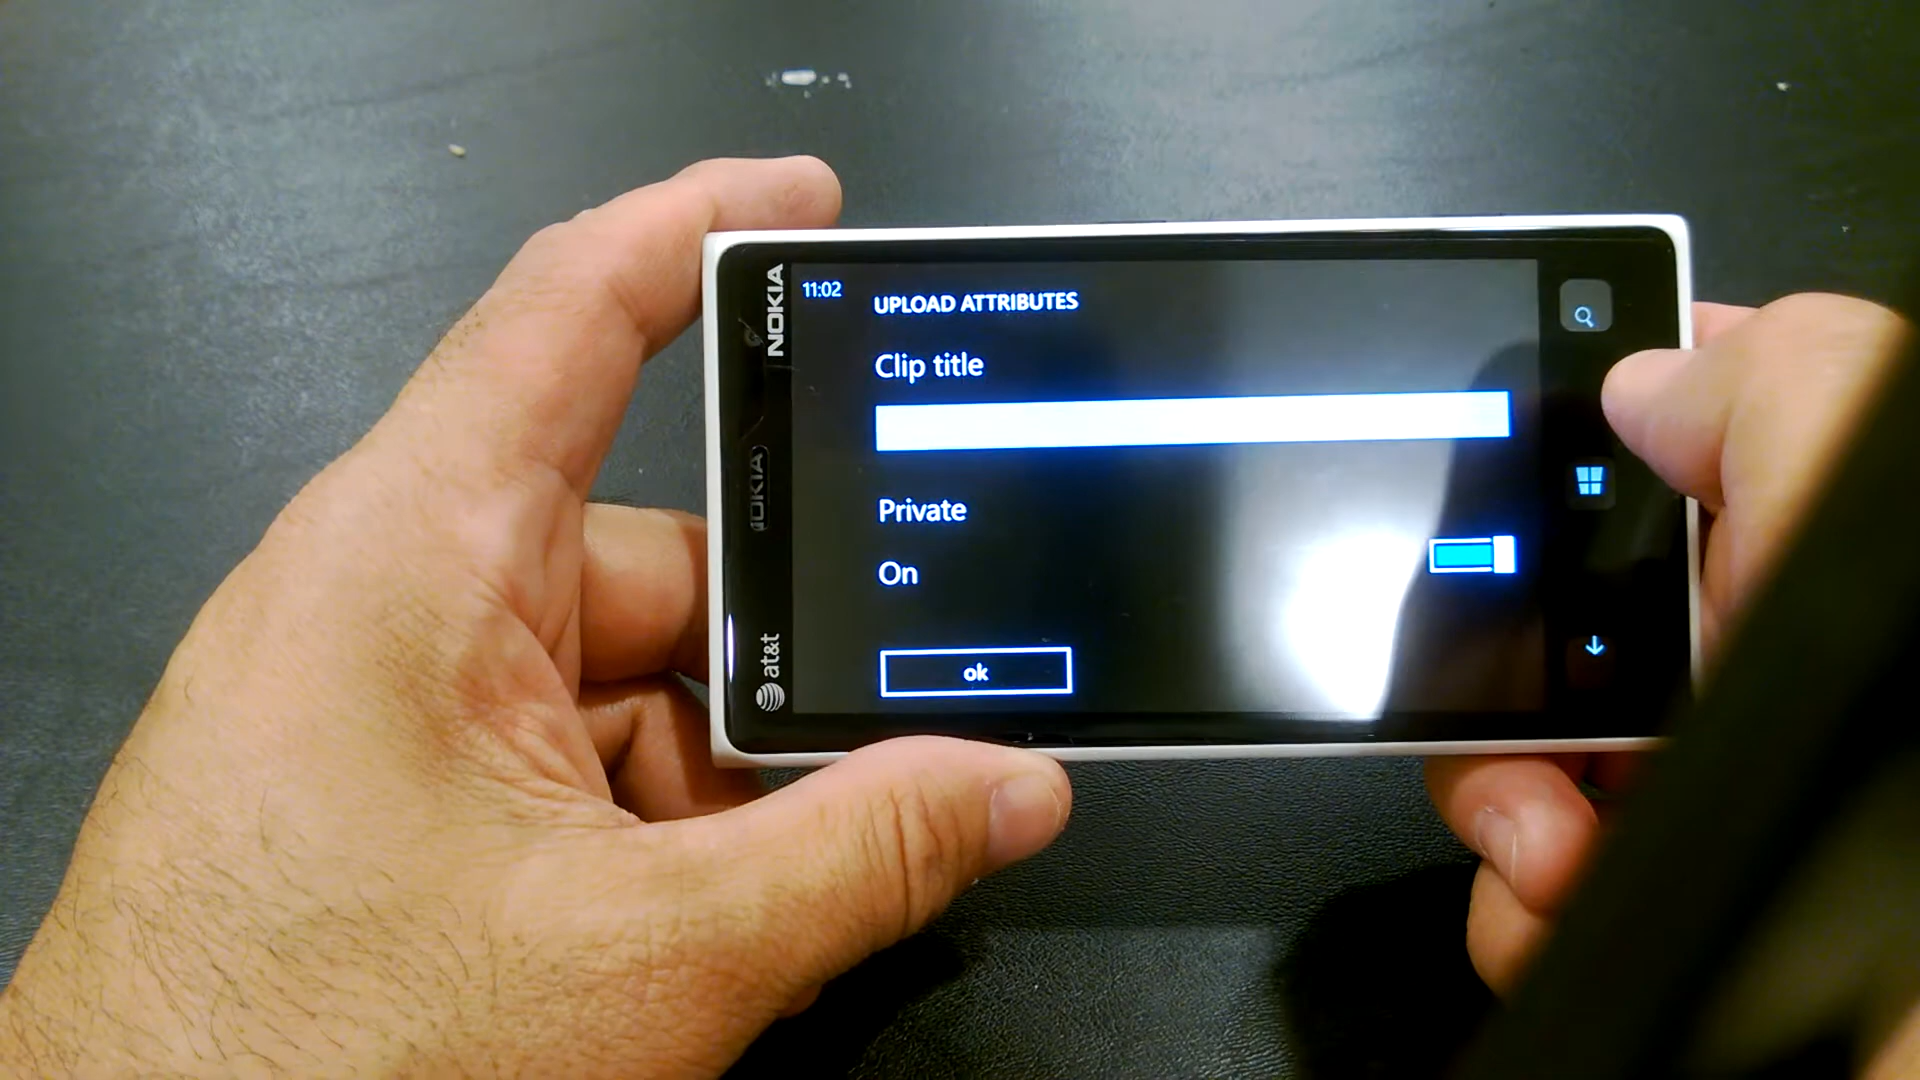 NOKIA
NOKIA
at&t
11:02
UPLOAD ATTRIBUTES
Clip title
Private
On
ok